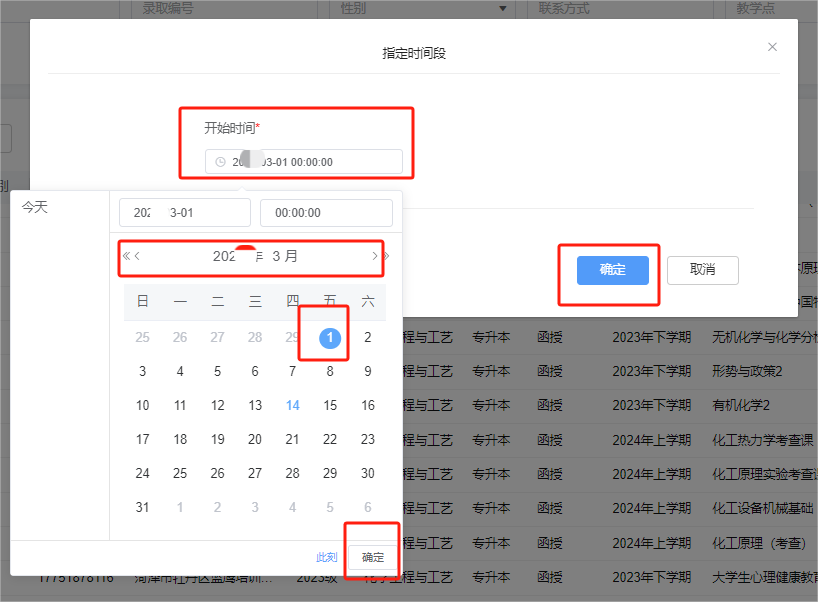 录取编号 性别 联系方式 教学点
指定时间段
开始时间*
03-01 00:00:00
别
今天
3-01 00:00:00
3 月
日 一 二 三 四 五 六
25 26 27 28 29 1 2
3 4 5 6 7 8 9
10 11 12 13 14 15 16
17 18 19 20 21 22 23
24 25 26 27 28 29 30
31 1 2 3 4 5 6
此刻 确定
确定 取消
程与工艺 专升本 函授 2023年下学期 无机化学与化学分
程与工艺 专升本 函授 2023年下学期 形势与政策2
程与工艺 专升本 函授 2023年下学期 有机化学2
程与工艺 专升本 函授 2024年上学期 化工热力学考查课
程与工艺 专升本 函授 2024年上学期 化工原理实验考查
程与工艺 专升本 函授 2024年上学期 化工设备机械基础
程与工艺 专升本 函授 2024年上学期 化工原理（考查）
17751878116 菏泽市牡丹区蓝鸢培训... 2023级 化学工程与工艺 专升本 函授 2023年下学期 大学生心理健康教